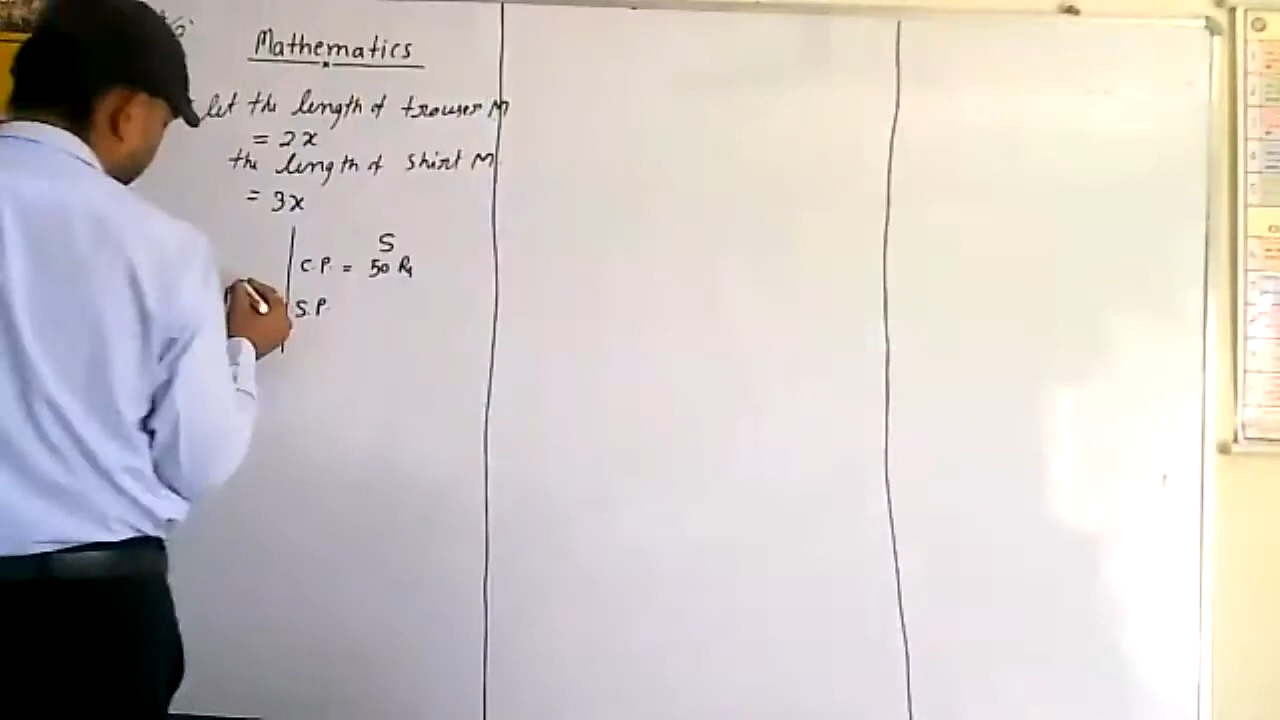 Mathematics
let the length of trouser M
= 2x
the length of shirt M
= 3x
S
C.P. = 50 Rs
S.P.